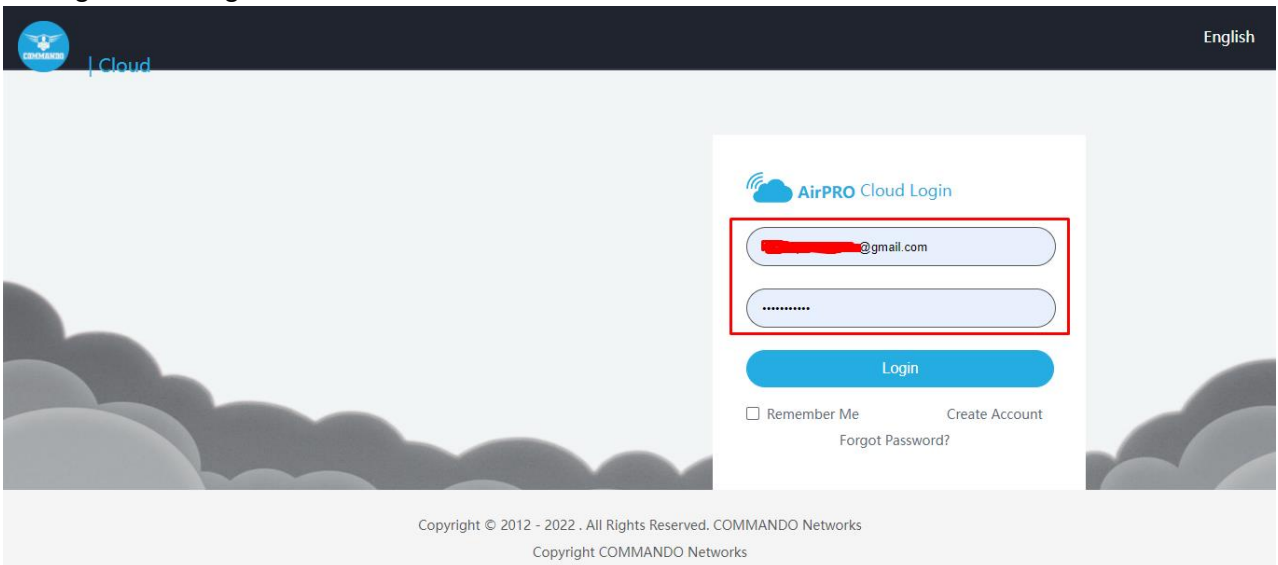 COMMANDO
| Cloud
English
AirPRO Cloud Login
@gmail.com
•••••••••••
Login
Remember Me
Create Account
Forgot Password?
Copyright © 2012 - 2022 . All Rights Reserved. COMMANDO Networks
Copyright COMMANDO Networks